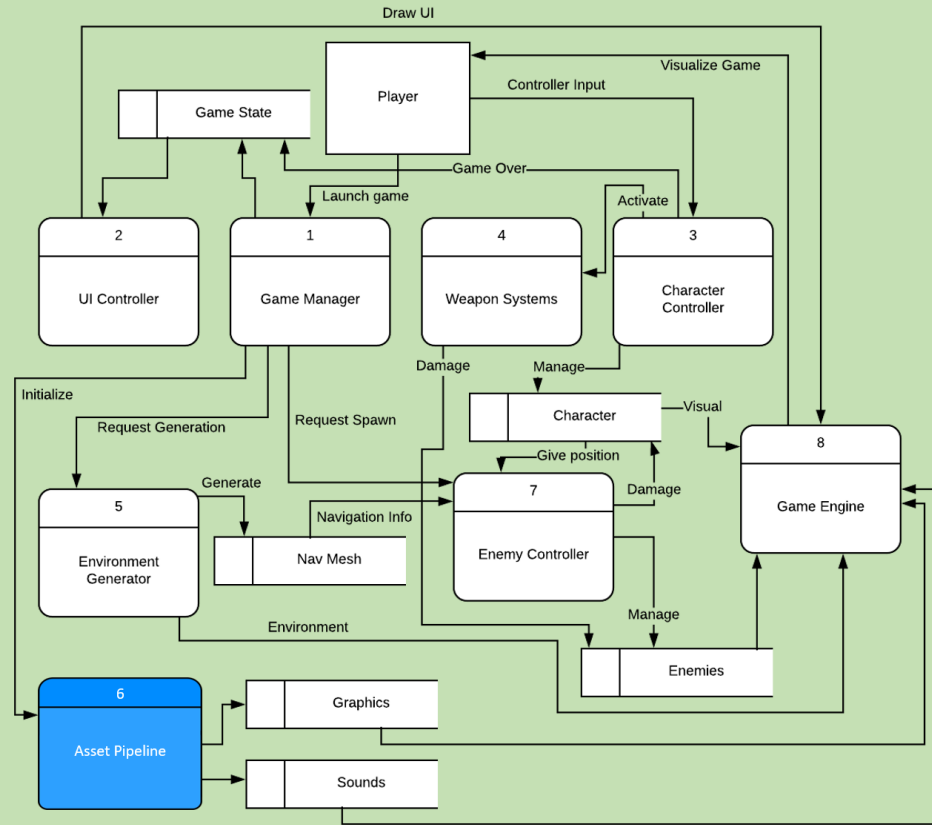 Draw UI
Visualize Game
Player
Controller Input
Game State
Game Over
Launch game
Activate
2
UI Controller
1
Game Manager
4
Weapon Systems
3
Character
Controller
Damage
Manage
Initialize
Character
Visual
Request Generation
Request Spawn
Give position
8
Game Engine
Generate
7
Enemy Controller
Damage
5
Environment
Generator
Navigation Info
Nav Mesh
Manage
Environment
Enemies
6
Asset Pipeline
Graphics
Sounds